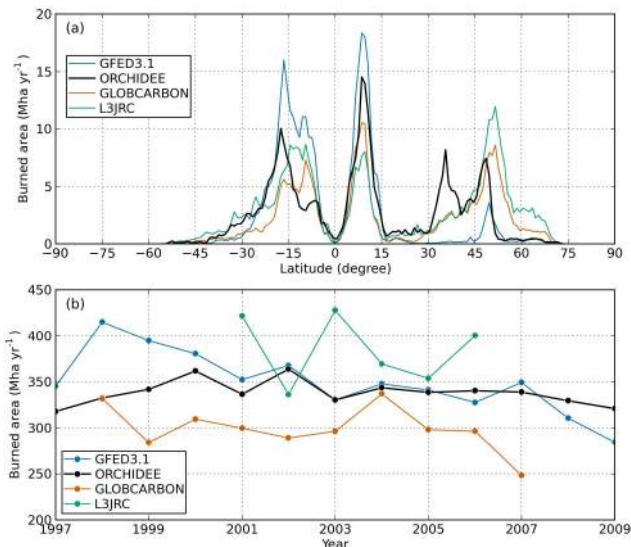 (a)
GFED3.1
ORCHIDEE
GLOBCARBON
L3JRC
Burned area (Mha yr⁻¹)
20
15
10
5
0
−90 −75 −60 −45 −30 −15 0 15 30 45 60 75 90
Latitude (degree)
(b)
Burned area (Mha yr⁻¹)
450
400
350
300
250
200
GFED3.1
ORCHIDEE
GLOBCARBON
L3JRC
1997 1999 2001 2003 2005 2007 2009
Year